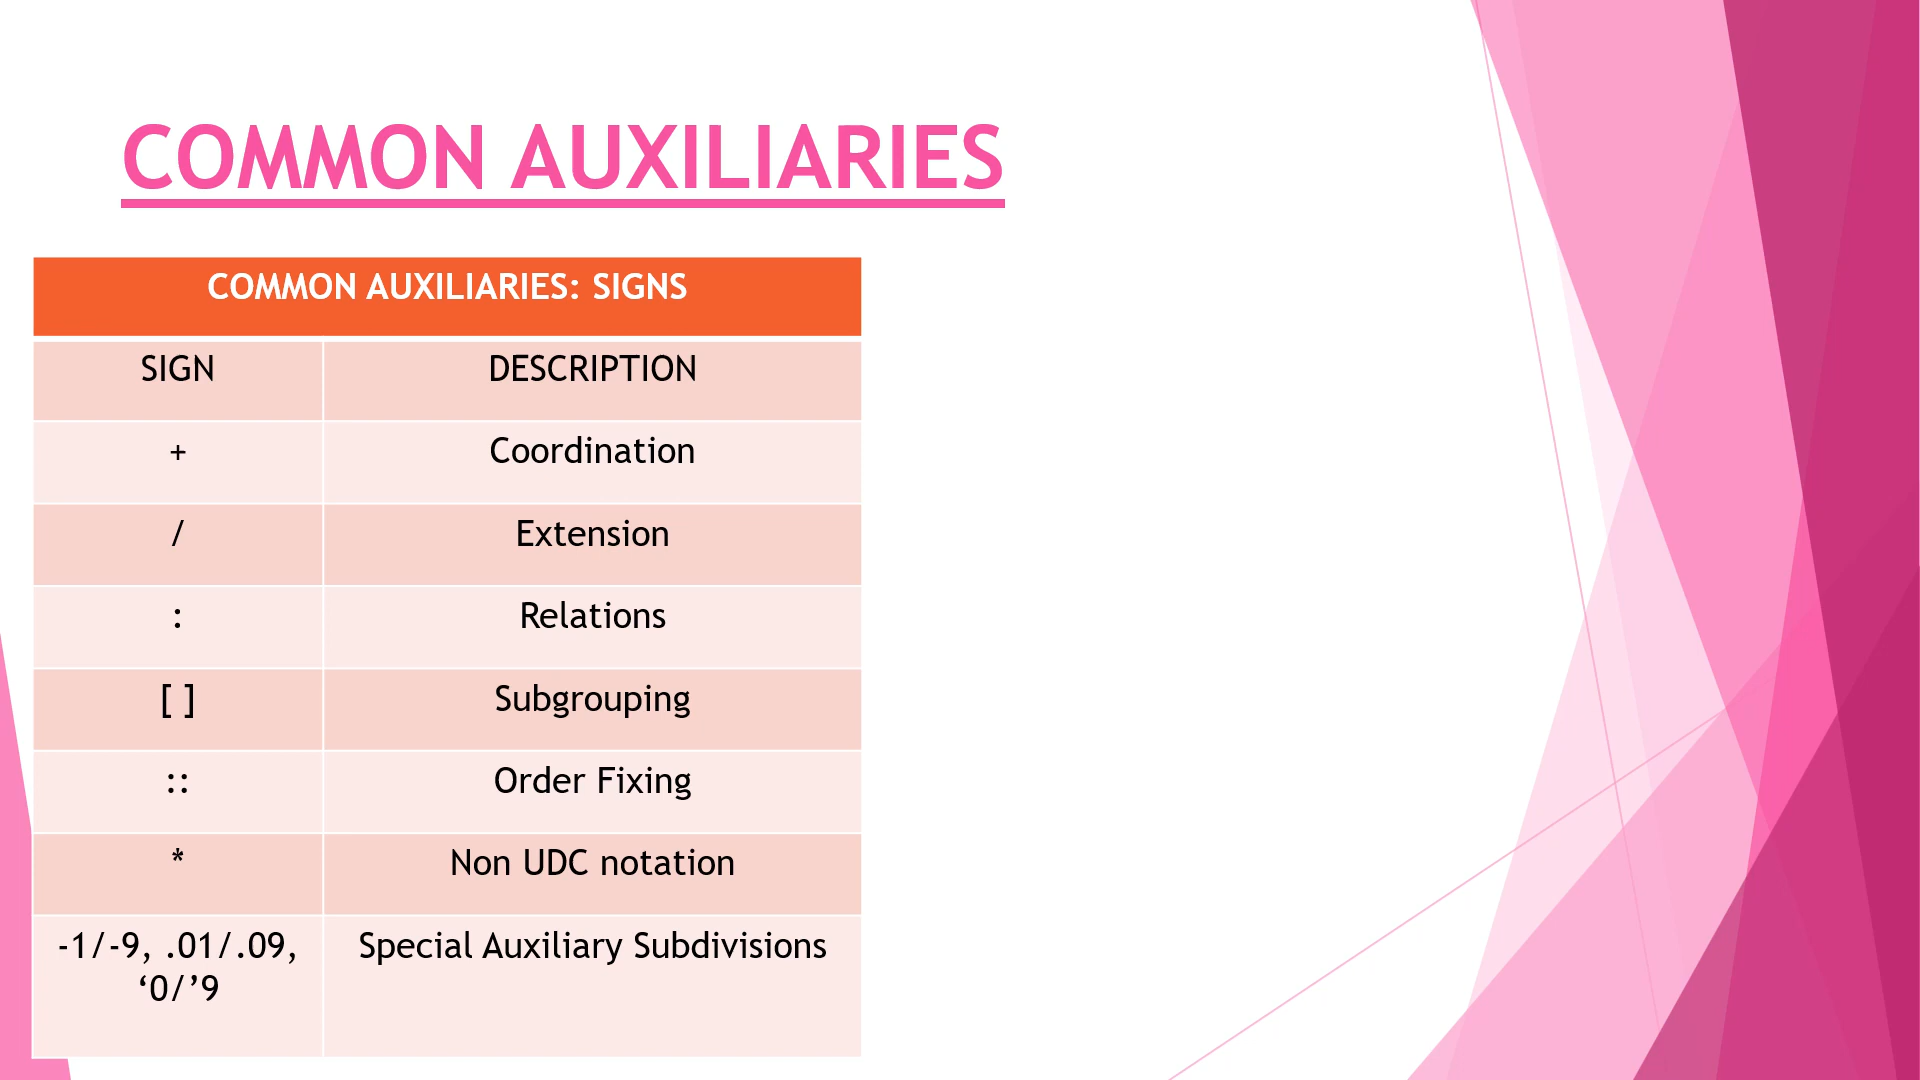 COMMON AUXILIARIES
COMMON AUXILIARIES: SIGNS
SIGN DESCRIPTION
+ Coordination
/ Extension
: Relations
[ ] Subgrouping
:: Order Fixing
* Non UDC notation
-1/-9, .01/.09, Special Auxiliary Subdivisions
‘0/’9